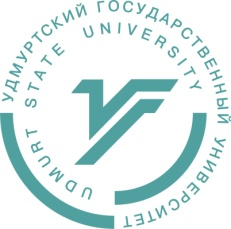 УДМУРТСКИЙ ГОСУДАРСТВЕННЫЙ УНИВЕРСИТЕТ
UDMURT STATE UNIVERSITY